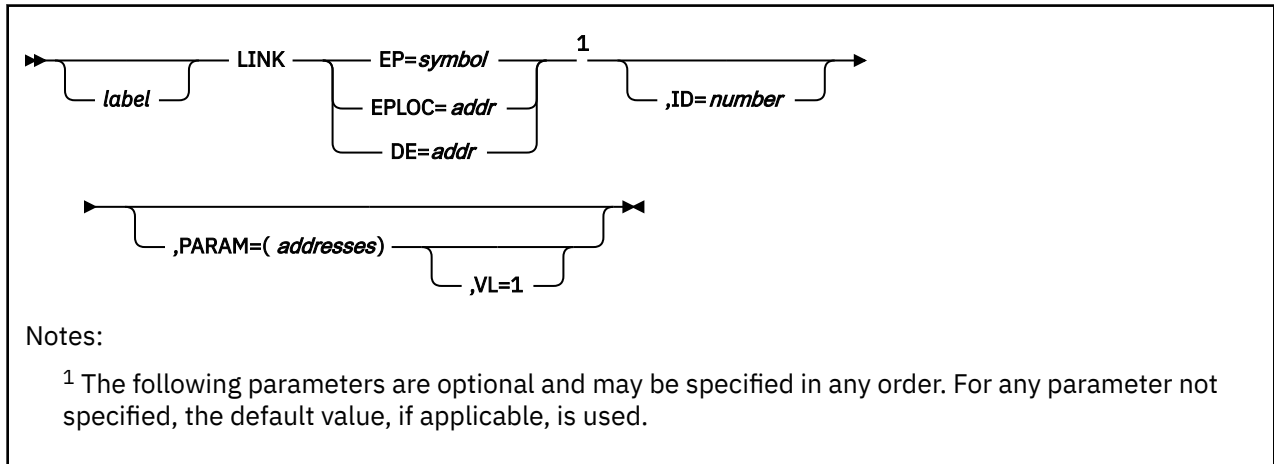 1
LINK EP=symbol
label ,ID=number
EPLOC=addr
DE=addr
,PARAM=( addresses)
,VL=1
Notes:
1 The following parameters are optional and may be specified in any order. For any parameter not
specified, the default value, if applicable, is used.